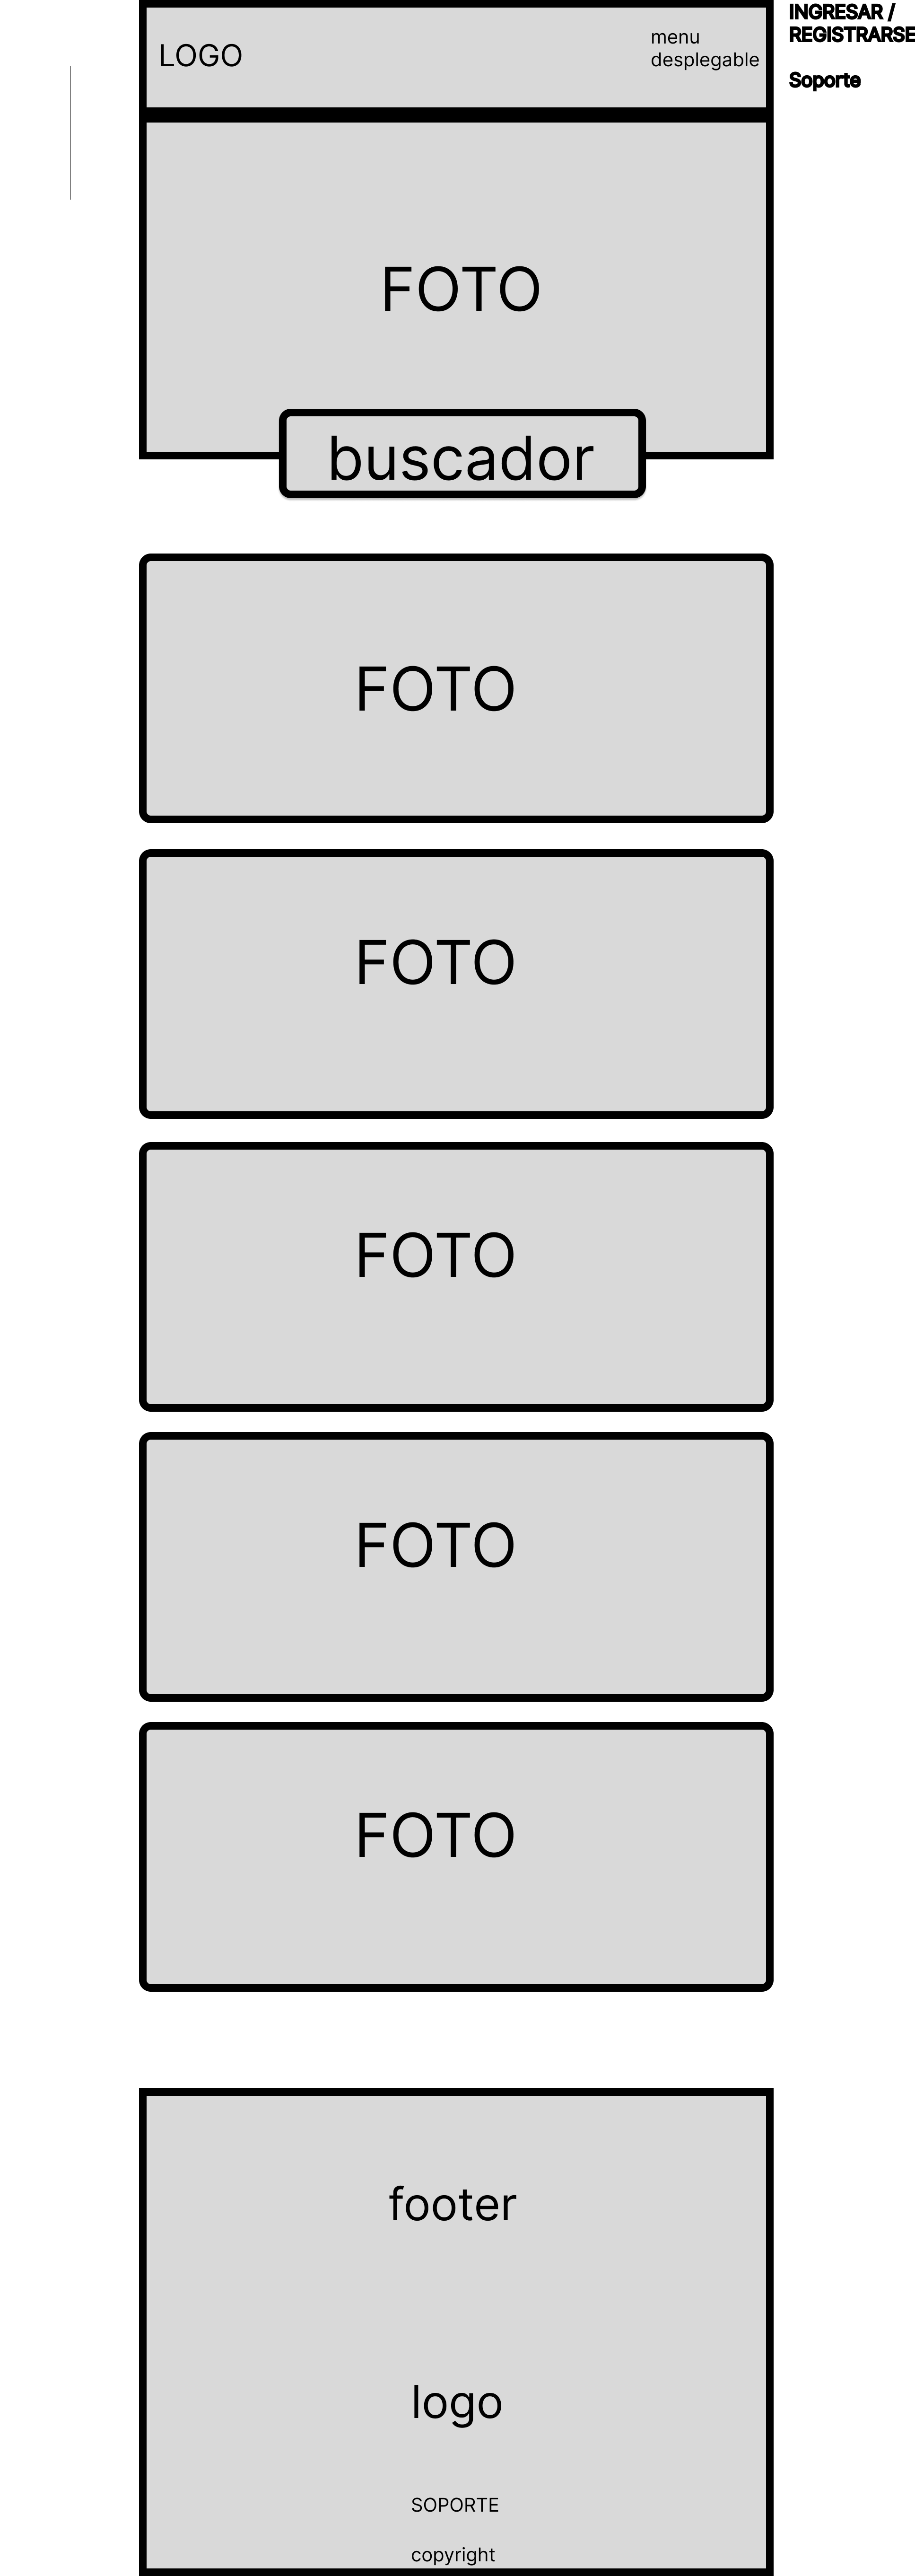 LOGO
menu
desplegable
INGRESAR /
REGISTRARSE
Soporte
FOTO
buscador
FOTO
FOTO
FOTO
FOTO
FOTO
footer
logo
SOPORTE
copyright